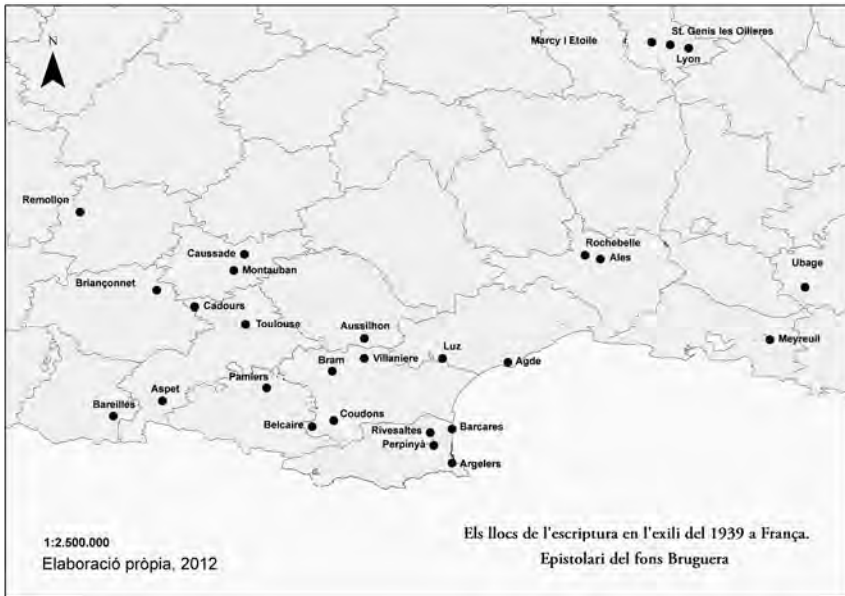 St. Genis les Ollieres
Marcy l Etoile
Lyon
N
Remollon
Rochebelle
Caussade
Ales
Montauban
Ubage
Briançonnet
Cadours
Toulouse
Aussilhon
Meyreuil
Luz
Villaniere
Agde
Bram
Pamiers
Aspet
Bareilles
Coudons
Belcaire
Barcares
Rivesaltes
Perpinyà
Argelers
Els llocs de l'escriptura en l'exili del 1939 a França.
1:2.500.000
Epistolari del fons Bruguera
Elaboració pròpia, 2012